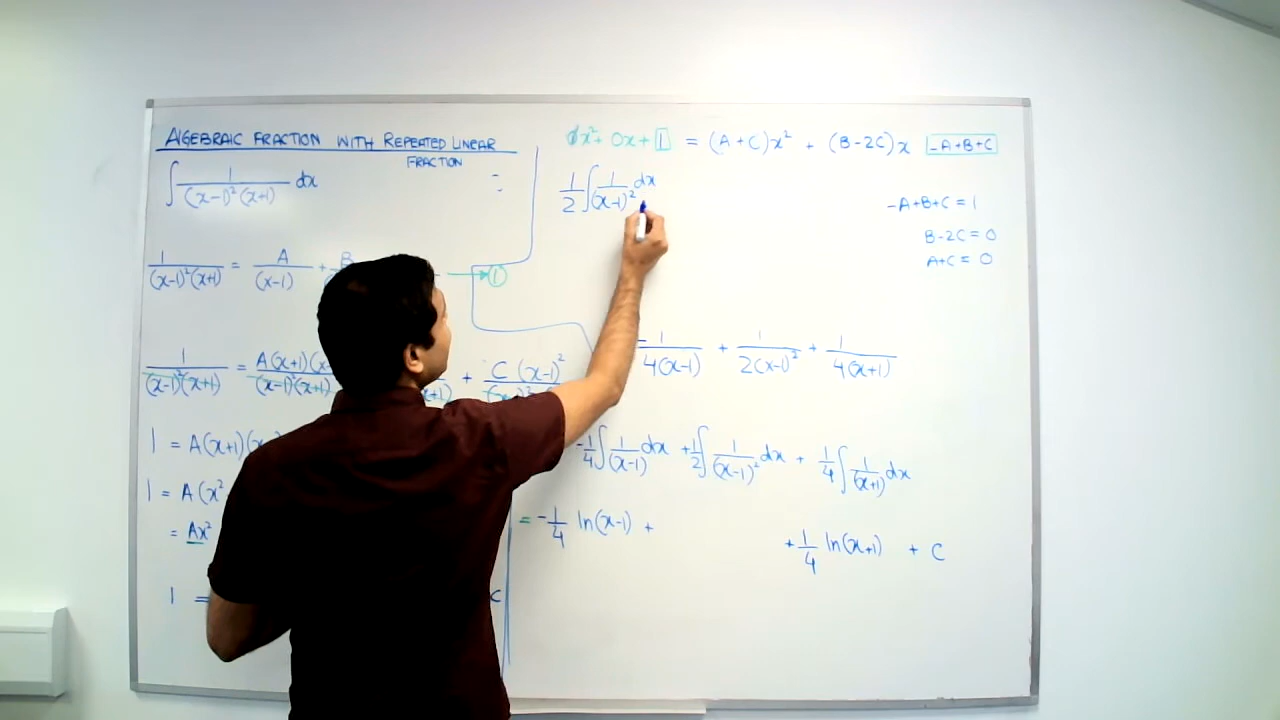 ALGEBRAIC FRACTION WITH REPEATED LINEAR
FRACTION
∫ 1/((x-1)²(x+1)) dx
1/((x-1)²(x+1)) = A/(x-1) + B/
①
1/((x-1)²(x+1)) = A(x+1)(x- / (x-1)²(x+1) + C (x-1)²
1 = A(x+1)(x
1 = A(x²
= Ax²
1 =
C
0x² + 0x + 1 = (A+C)x² + (B-2C)x -A+B+C
1/2 ∫ 1/(x-1)² dx
-A+B+C = 1
B-2C = 0
A+C = 0
-1/(4(x-1)) + 1/(2(x-1)²) + 1/(4(x+1))
-1/4 ∫ 1/(x-1) dx + 1/2 ∫ 1/(x-1)² dx + 1/4 ∫ 1/(x+1) dx
= -1/4 ln(x-1) + + 1/4 ln(x+1) + C